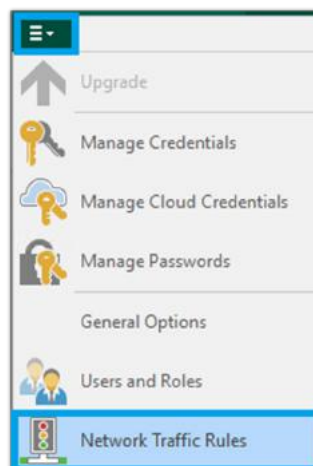 Upgrade
Manage Credentials
Manage Cloud Credentials
Manage Passwords
General Options
Users and Roles
Network Traffic Rules